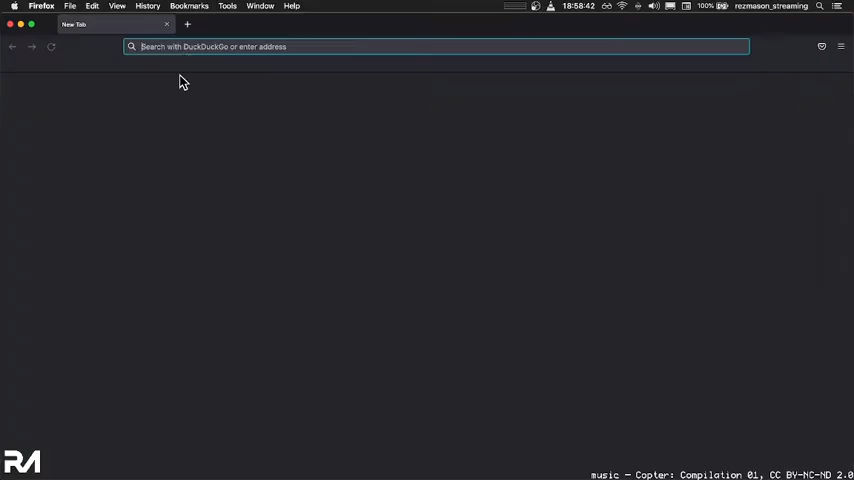 Firefox File Edit View History Bookmarks Tools Window Help 18:58:42 100% rezmason_streaming
New Tab
Search with DuckDuckGo or enter address
RM
music – Copter: Compilation 01, CC BY-NC-ND 2.0